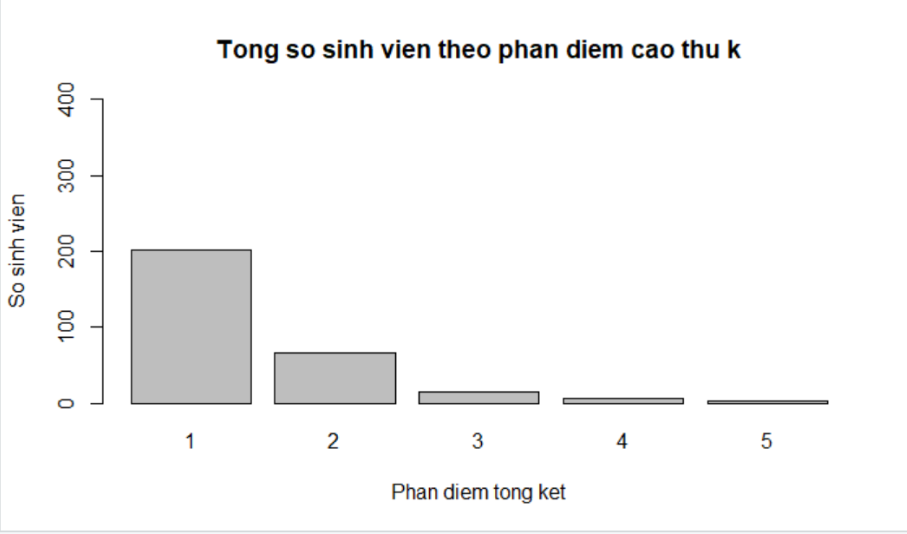 Tong so sinh vien theo phan diem cao thu k
400
300
200
100
0
So sinh vien
1 2 3 4 5
Phan diem tong ket